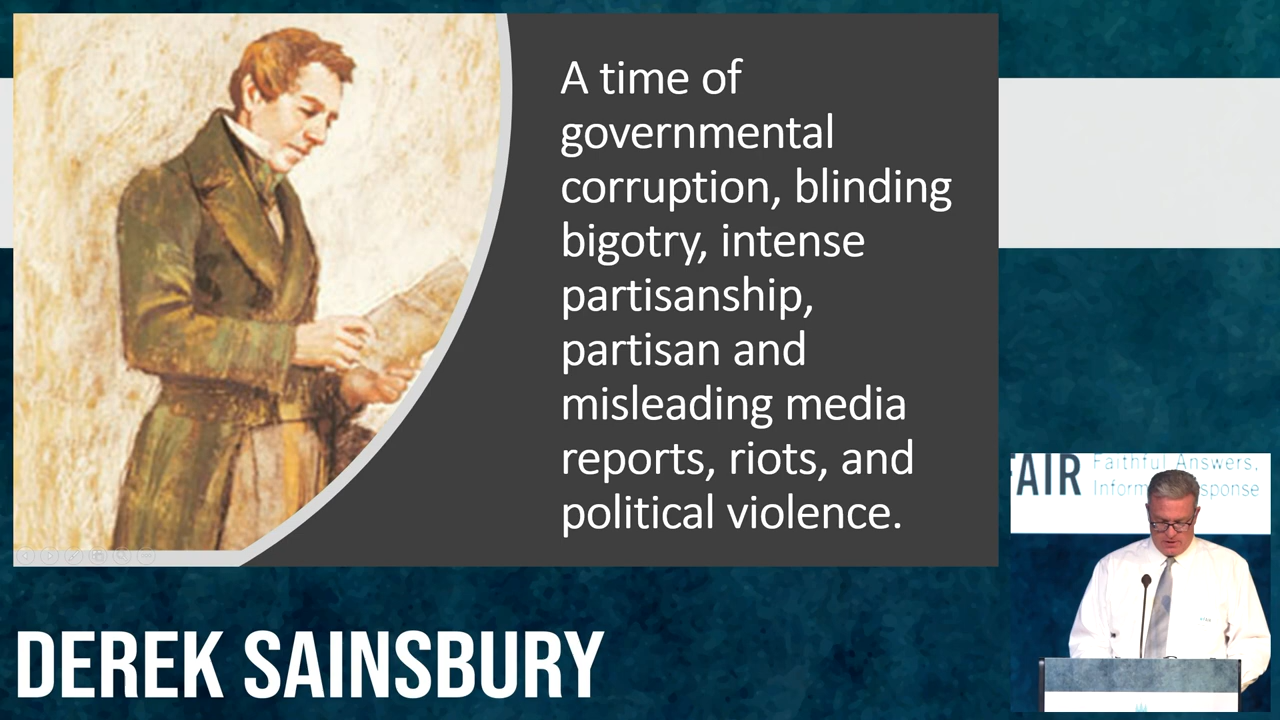 A time of
governmental
corruption, blinding
bigotry, intense
partisanship,
partisan and
misleading media
reports, riots, and
political violence.
AIR Faithful Answers,
DEREK SAINSBURY